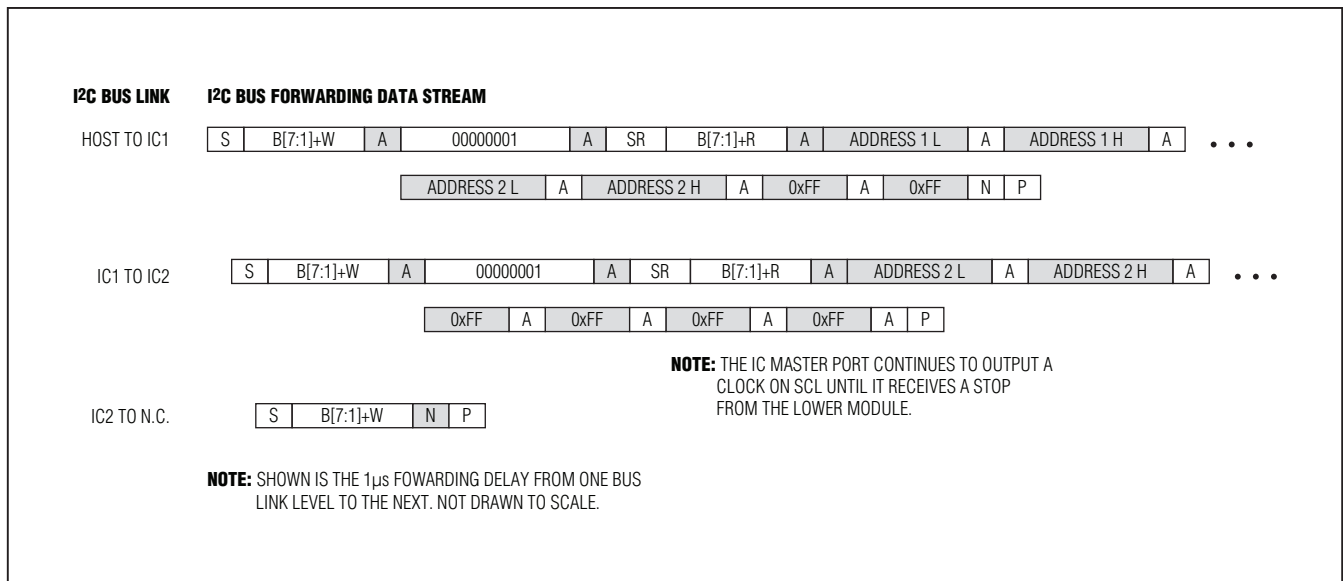 I2C BUS LINK I2C BUS FORWARDING DATA STREAM
HOST TO IC1 S B[7:1]+W A 00000001 A SR B[7:1]+R A ADDRESS 1 L A ADDRESS 1 H A • • •
ADDRESS 2 L A ADDRESS 2 H A 0xFF A 0xFF N P
IC1 TO IC2 S B[7:1]+W A 00000001 A SR B[7:1]+R A ADDRESS 2 L A ADDRESS 2 H A • • •
0xFF A 0xFF A 0xFF A 0xFF A P
NOTE: THE IC MASTER PORT CONTINUES TO OUTPUT A
CLOCK ON SCL UNTIL IT RECEIVES A STOP
FROM THE LOWER MODULE.
IC2 TO N.C. S B[7:1]+W N P
NOTE: SHOWN IS THE 1µs FOWARDING DELAY FROM ONE BUS
LINK LEVEL TO THE NEXT. NOT DRAWN TO SCALE.